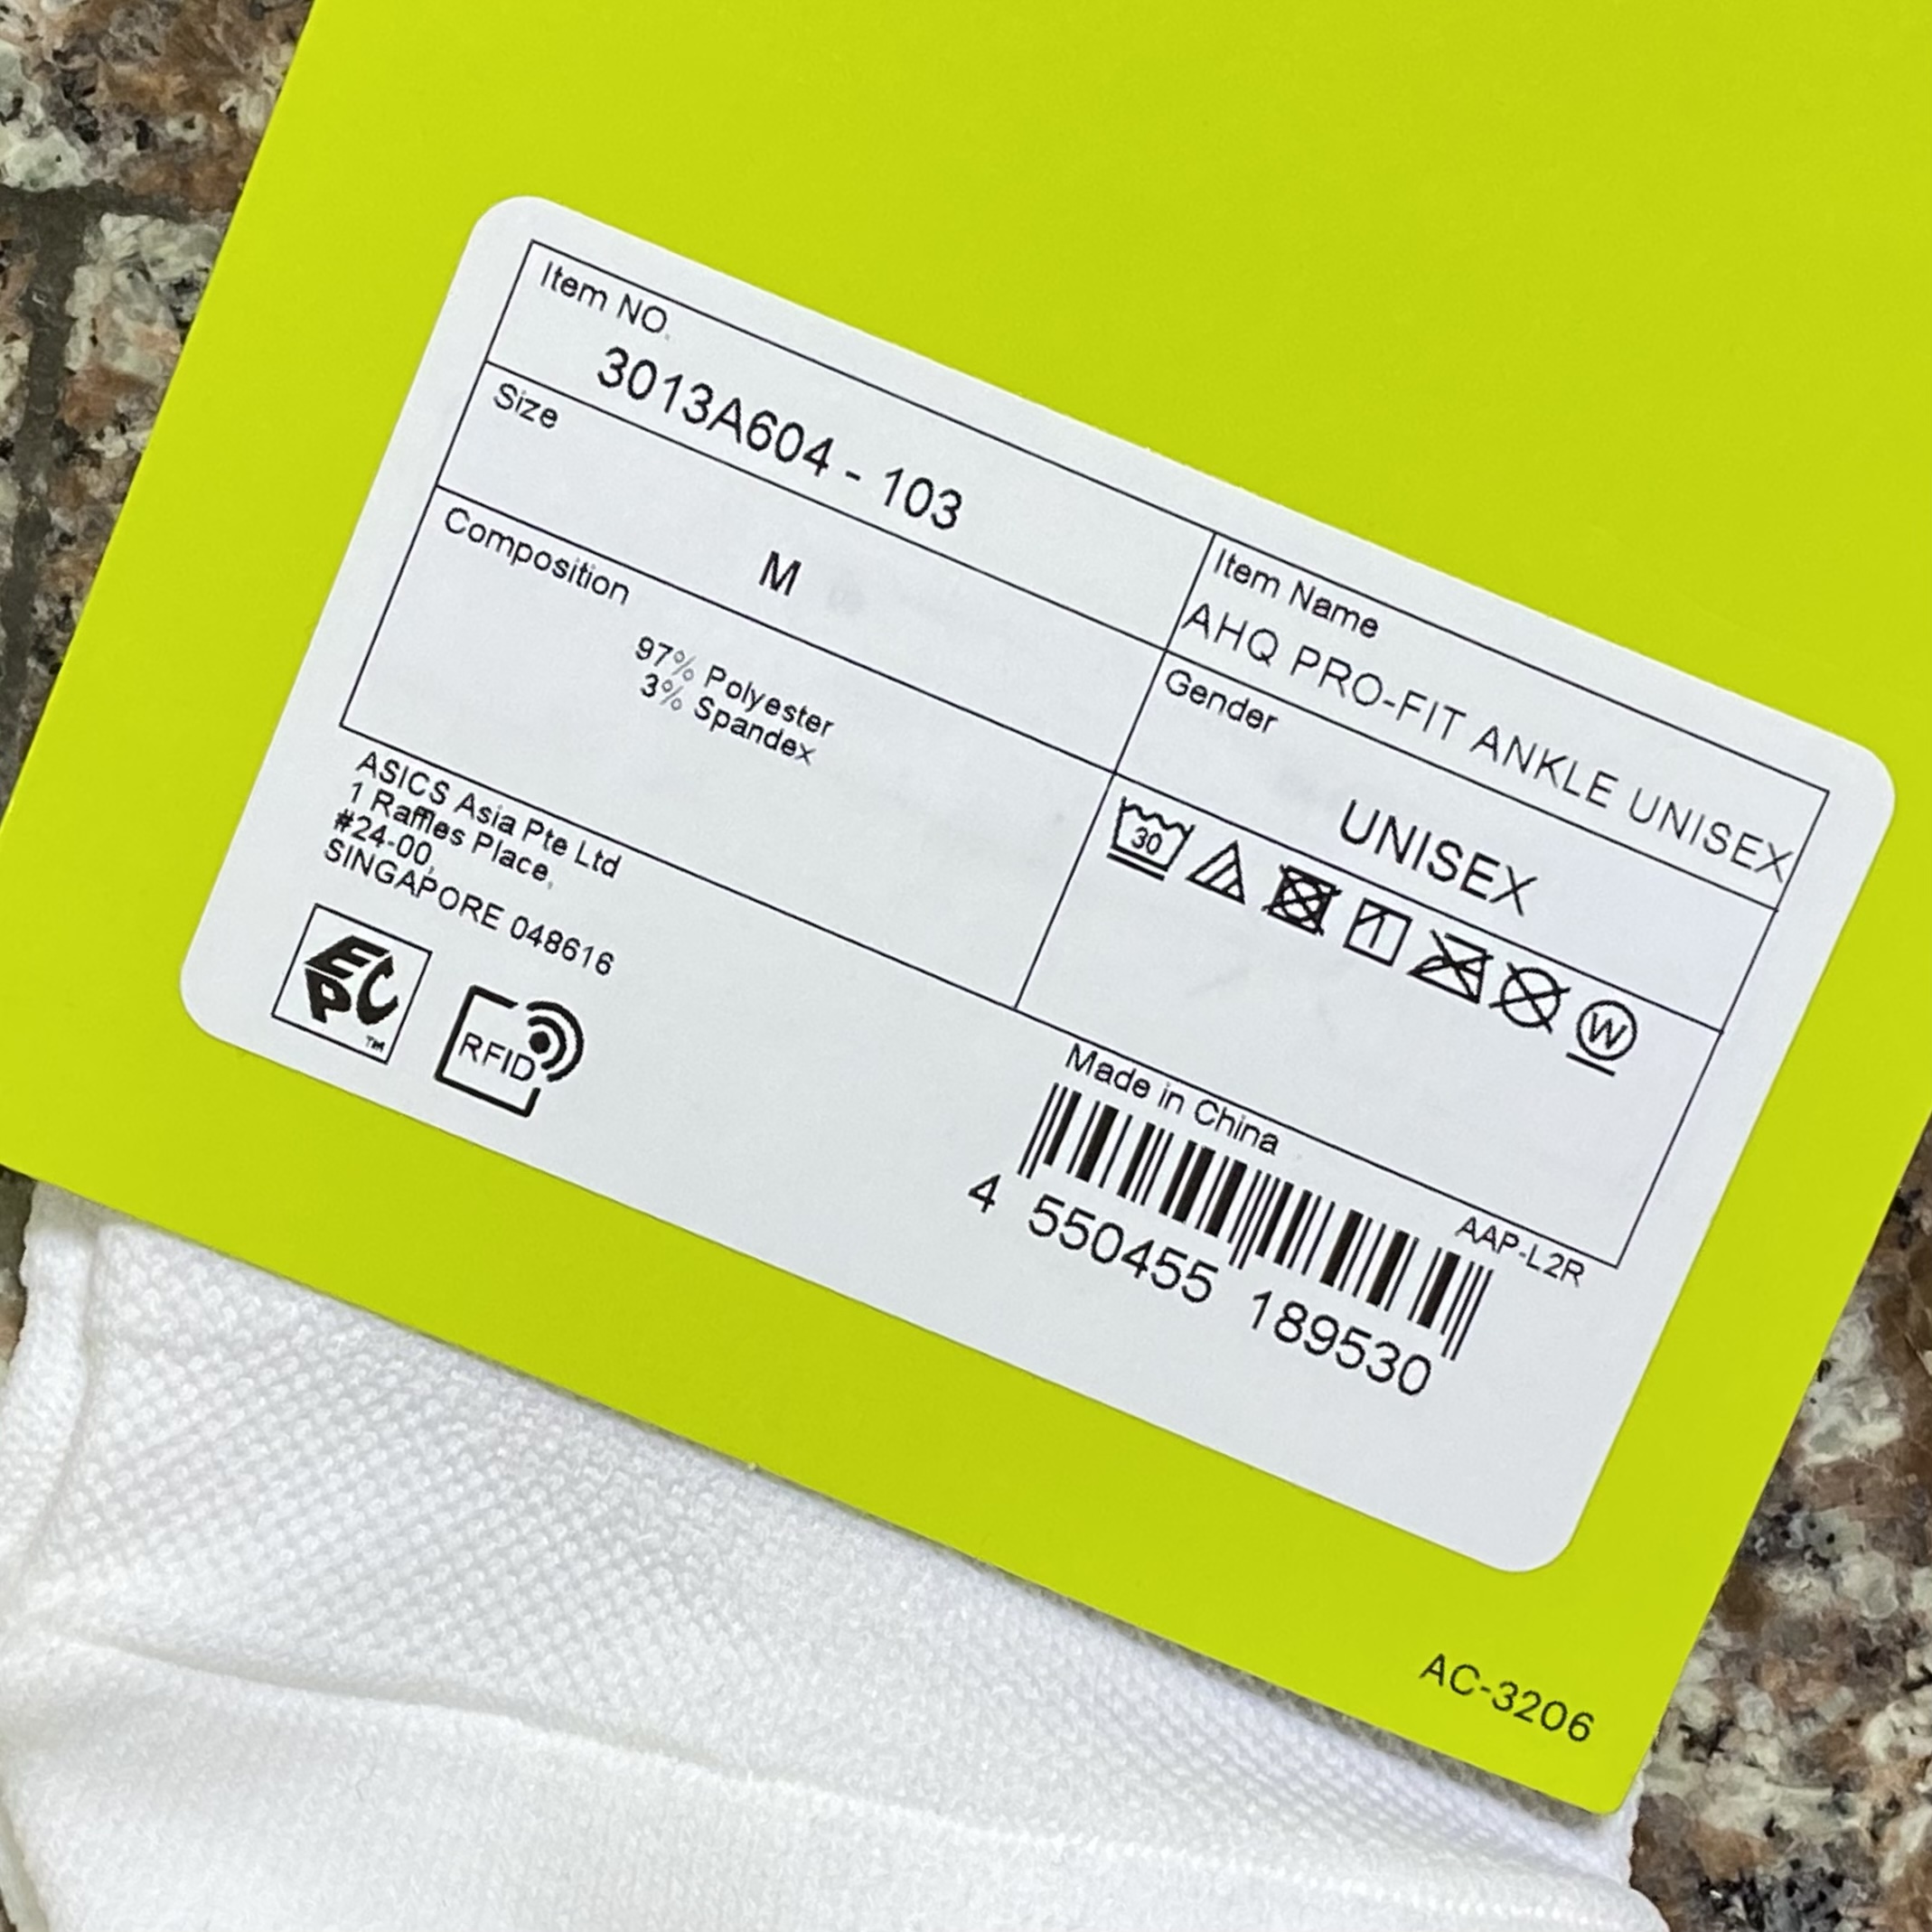 Item NO.
3013A604 - 103
Item Name
AHQ PRO-FIT ANKLE UNISEX
Size
M
Gender
UNISEX
Composition
97% Polyester
3% Spandex
30
W
ASICS Asia Pte Ltd
1 Raffles Place,
#24-00,
SINGAPORE 048616
Made in China
AAP-L2R
EPC
TM
RFID
4 550455 189530
AC-3206